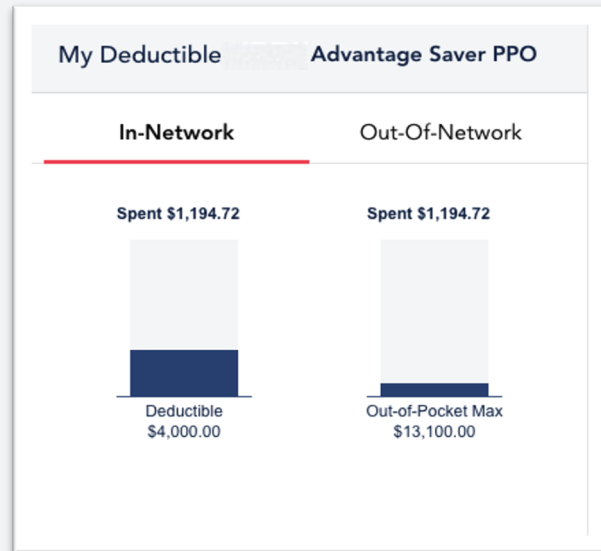 My Deductible Advantage Saver PPO
In-Network Out-Of-Network
Spent $1,194.72 Spent $1,194.72
Deductible Out-of-Pocket Max
$4,000.00 $13,100.00